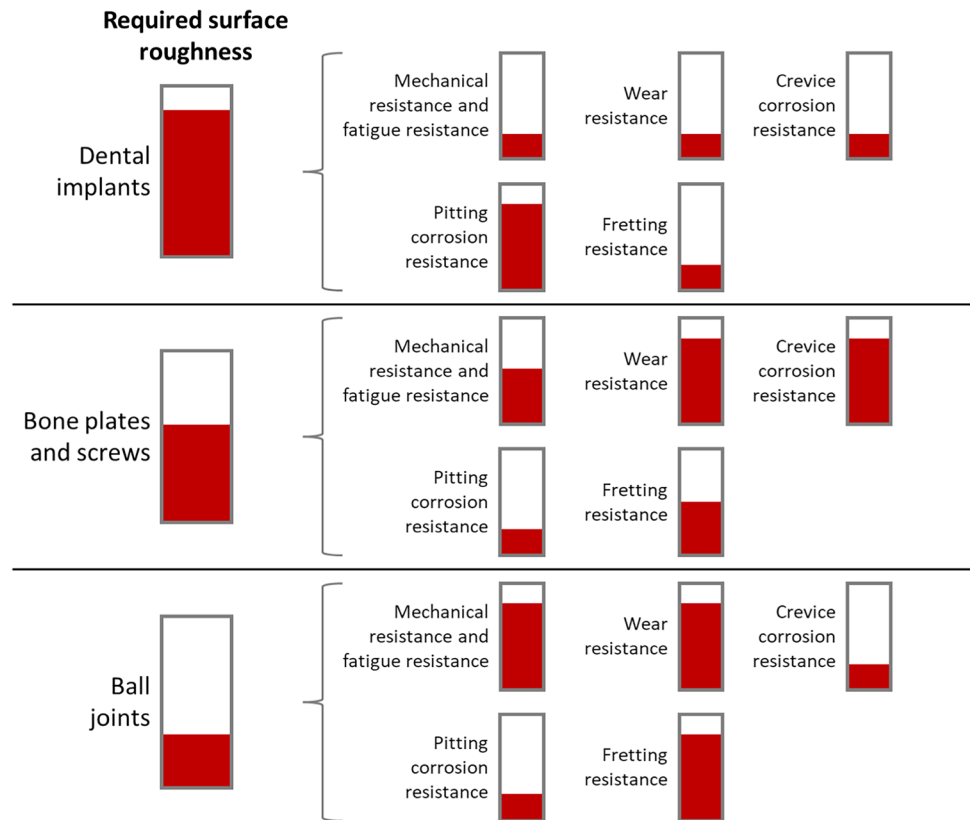 Required surface
roughness
Dental
implants
Mechanical
resistance and
fatigue resistance
Wear
resistance
Crevice
corrosion
resistance
Pitting
corrosion
resistance
Fretting
resistance
Bone plates
and screws
Mechanical
resistance and
fatigue resistance
Wear
resistance
Crevice
corrosion
resistance
Pitting
corrosion
resistance
Fretting
resistance
Ball
joints
Mechanical
resistance and
fatigue resistance
Wear
resistance
Crevice
corrosion
resistance
Pitting
corrosion
resistance
Fretting
resistance